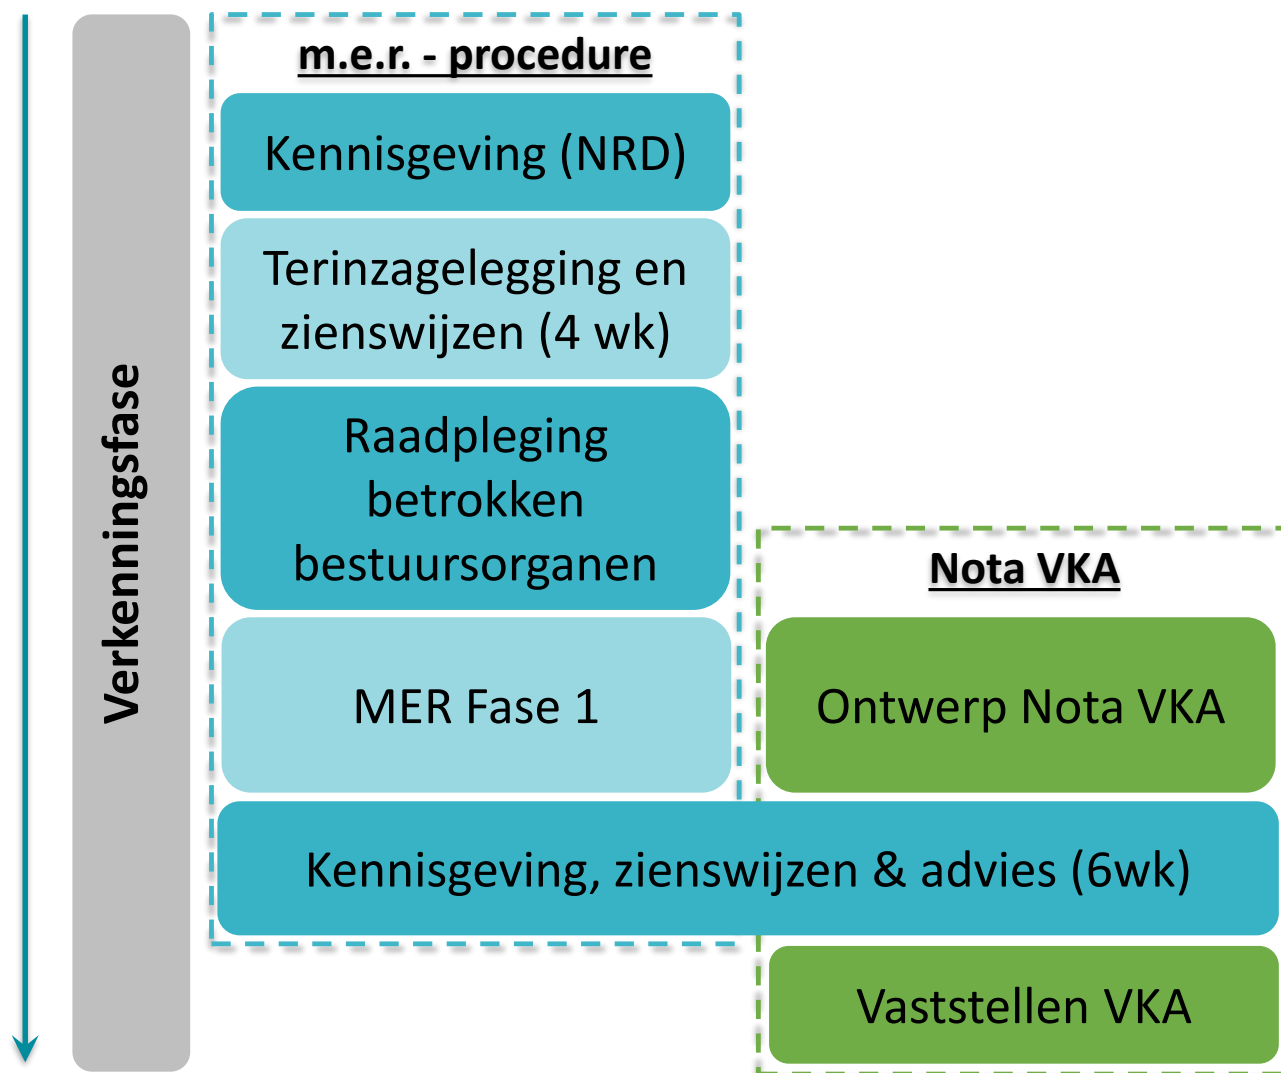 Verkenningsfase
m.e.r. - procedure
Kennisgeving (NRD)
Terinzagelegging en
zienswijzen (4 wk)
Raadpleging
betrokken
bestuursorganen
MER Fase 1
Nota VKA
Ontwerp Nota VKA
Kennisgeving, zienswijzen & advies (6wk)
Vaststellen VKA